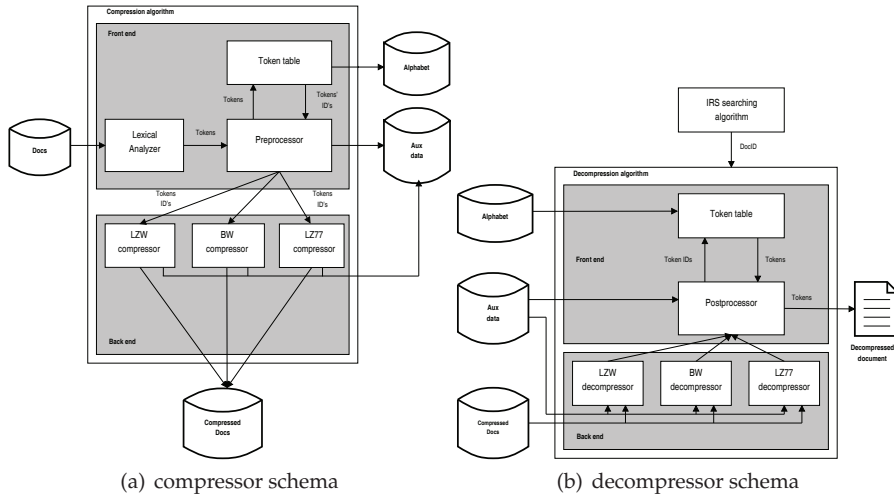 Compression algorithm
Front end
Token table
Alphabet
Tokens
Tokens'
ID's
Docs
Lexical
Analyzer
Tokens
Preprocessor
Aux
data
Tokens
ID's
Tokens
ID's
LZW
compressor
BW
compressor
LZ77
compressor
Back end
Compressed
Docs
(a) compressor schema
IRS searching
algorithm
DocID
Decompression algorithm
Alphabet
Token table
Front end
Token IDs
Tokens
Aux
data
Postprocessor
Tokens
Decompressed
document
LZW
decompressor
BW
decompressor
LZ77
decompressor
Compressed
Docs
Back end
(b) decompressor schema